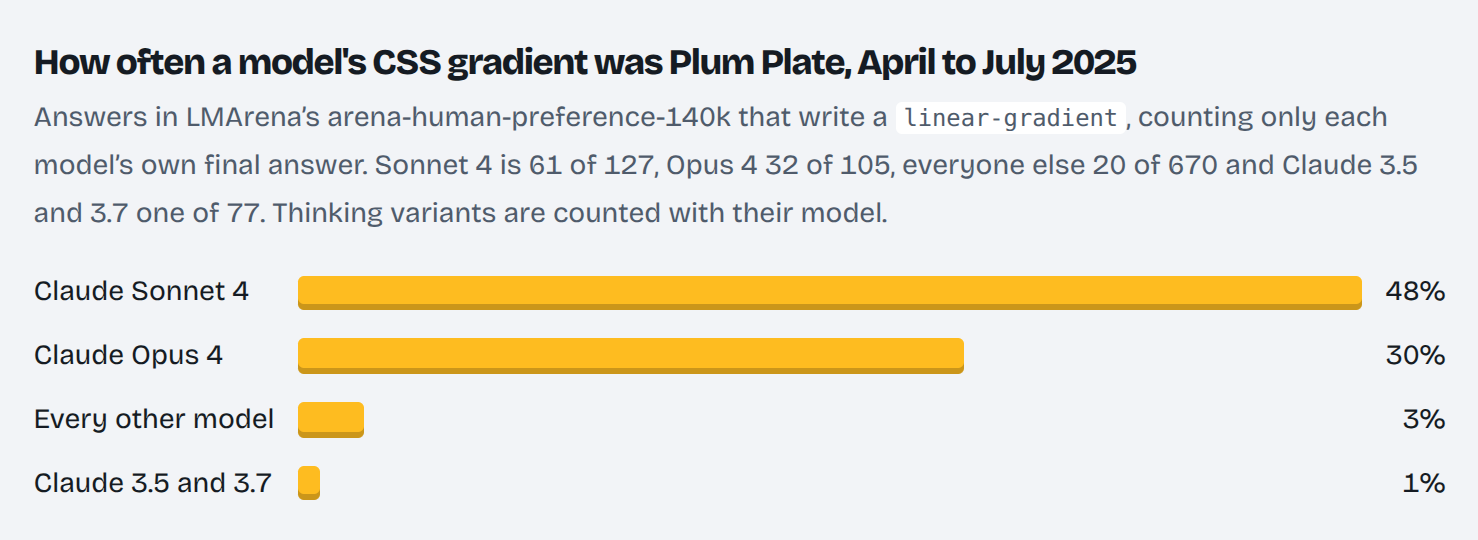 How often a model's CSS gradient was Plum Plate, April to July 2025
Answers in LMArena’s arena-human-preference-140k that write a linear-gradient, counting only each
model’s own final answer. Sonnet 4 is 61 of 127, Opus 4 32 of 105, everyone else 20 of 670 and Claude 3.5
and 3.7 one of 77. Thinking variants are counted with their model.
Claude Sonnet 4 48%
Claude Opus 4 30%
Every other model 3%
Claude 3.5 and 3.7 1%